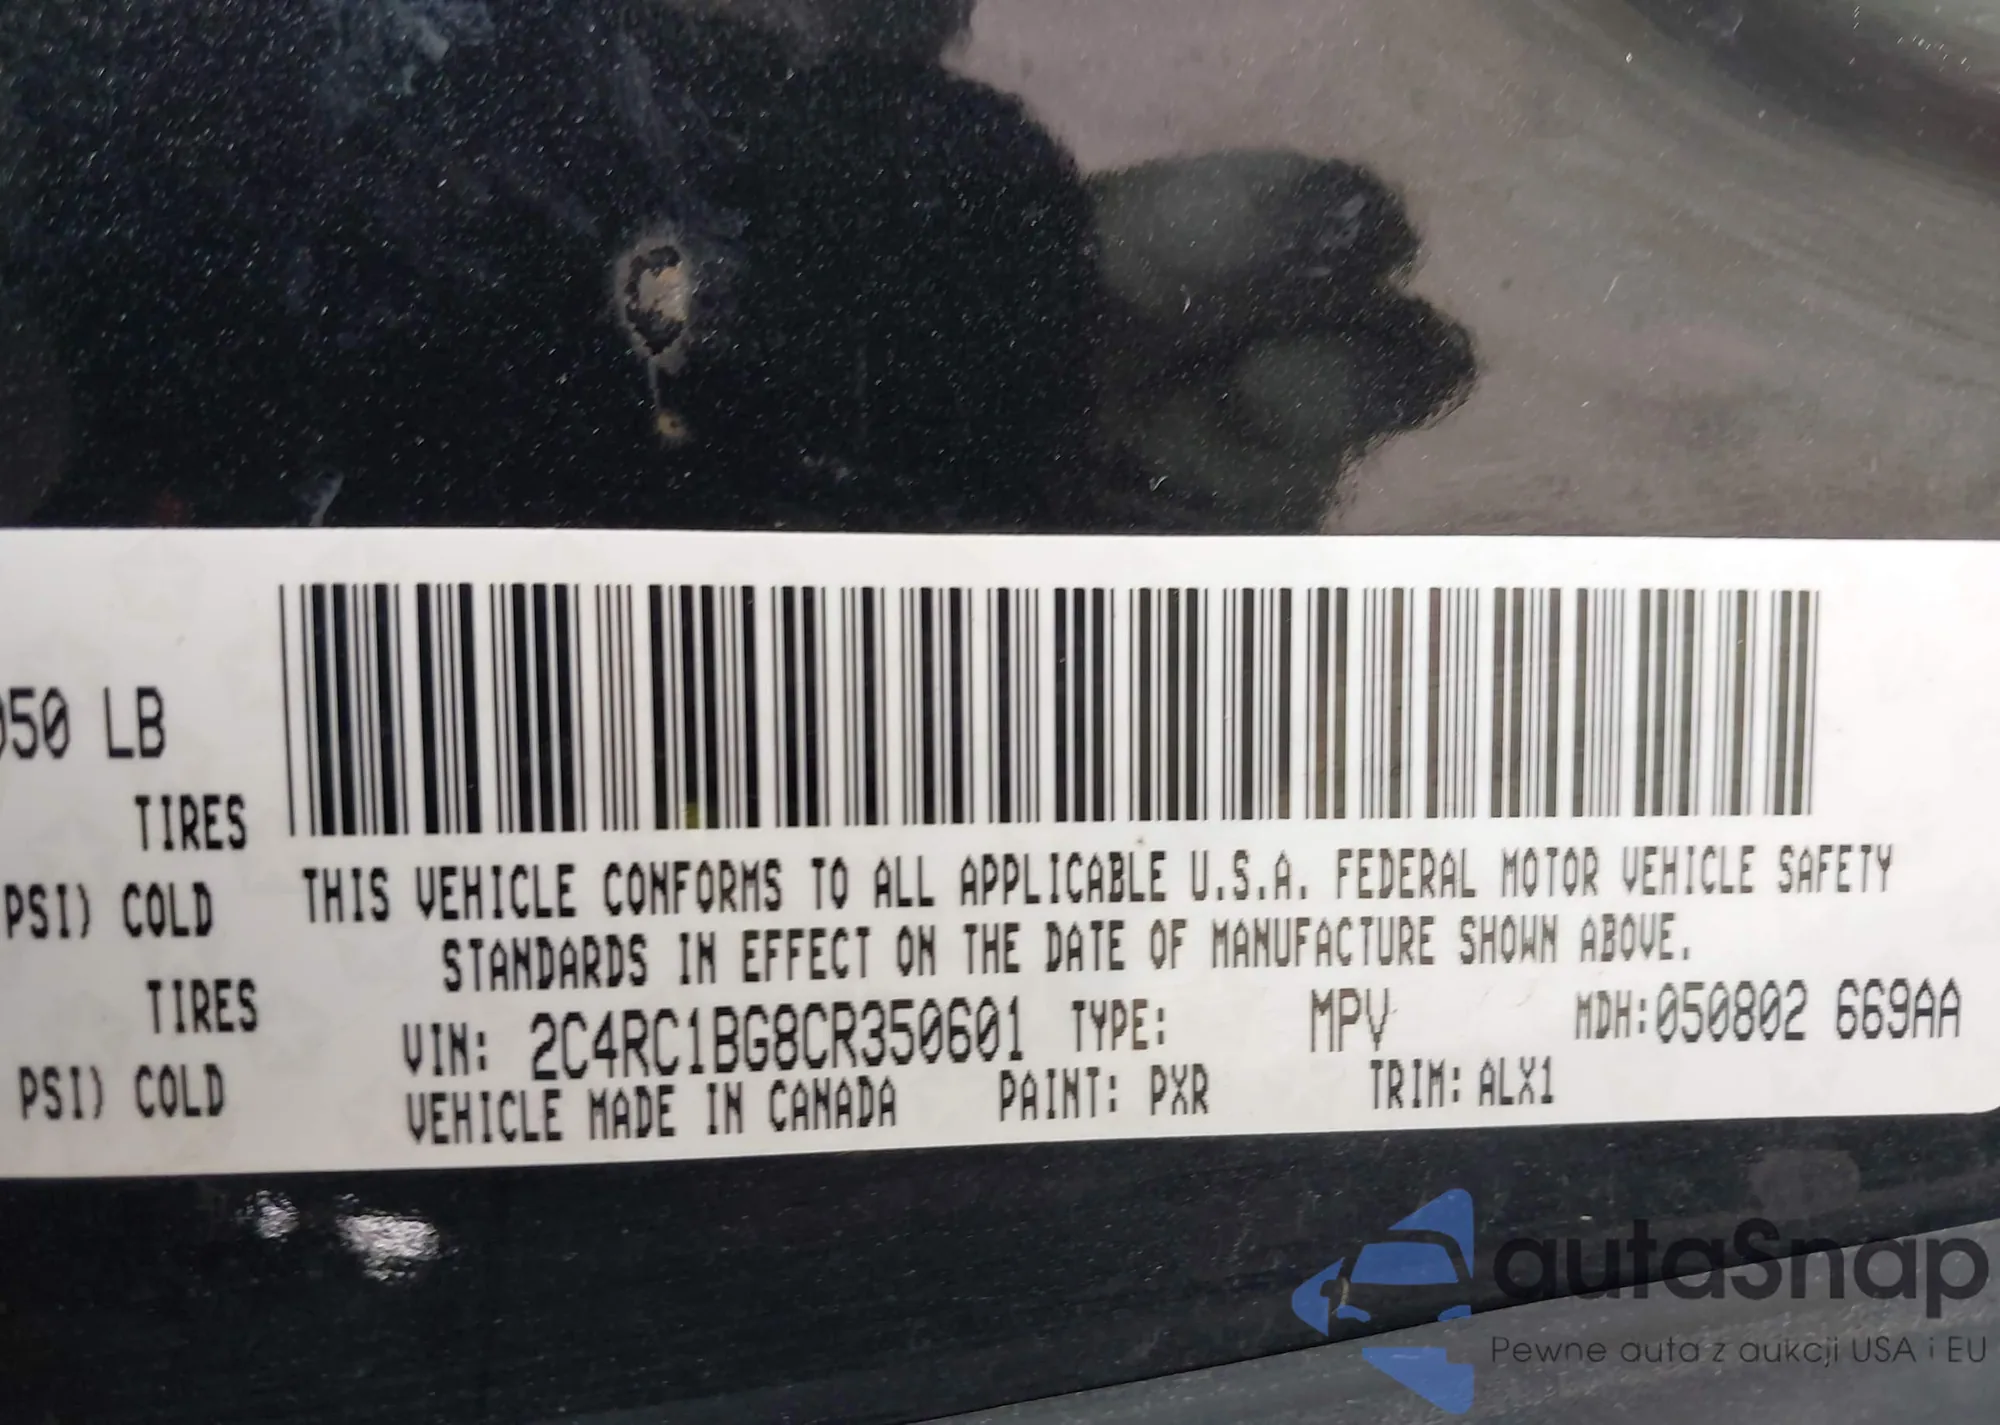 50 LB
TIRES
PSI) COLD
TIRES
PSI) COLD
THIS VEHICLE CONFORMS TO ALL APPLICABLE U.S.A. FEDERAL MOTOR VEHICLE SAFETY
STANDARDS IN EFFECT ON THE DATE OF MANUFACTURE SHOWN ABOVE.
VIN: 2C4RC1BG8CR350601 TYPE: MPV MDH:050802 669AA
VEHICLE MADE IN CANADA PAINT: PXR TRIM: ALX1
autaSnap
Pewne auta z aukcji USA i EU